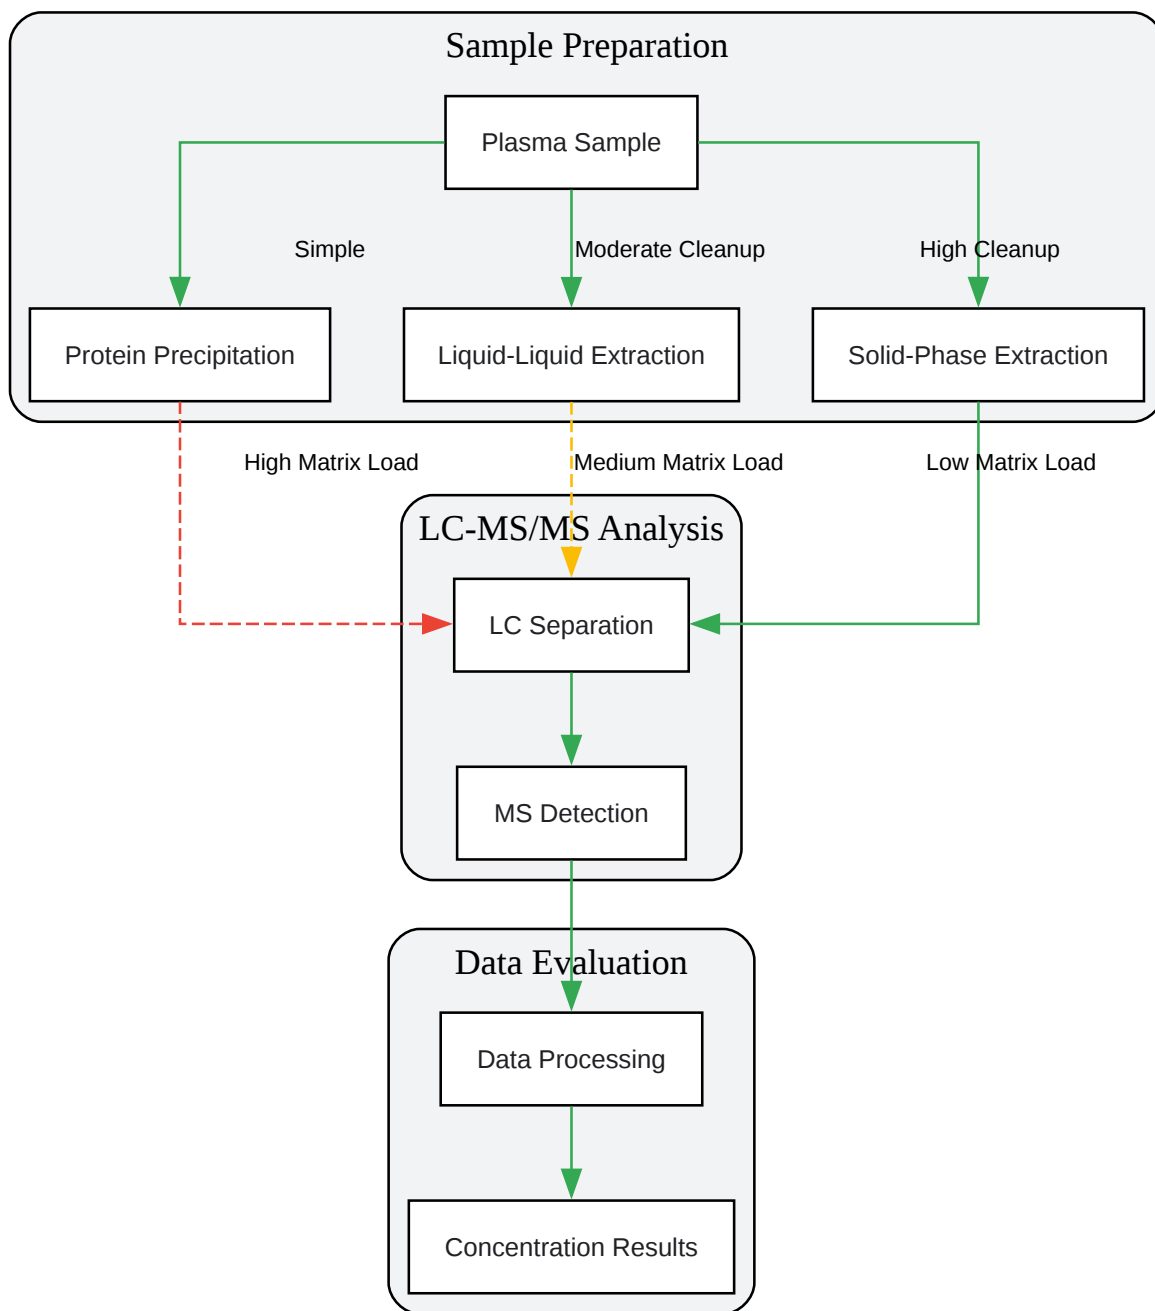 Sample Preparation
Plasma Sample
Simple
Moderate Cleanup
High Cleanup
Protein Precipitation
Liquid-Liquid Extraction
Solid-Phase Extraction
High Matrix Load
Medium Matrix Load
Low Matrix Load
LC-MS/MS Analysis
LC Separation
MS Detection
Data Evaluation
Data Processing
Concentration Results